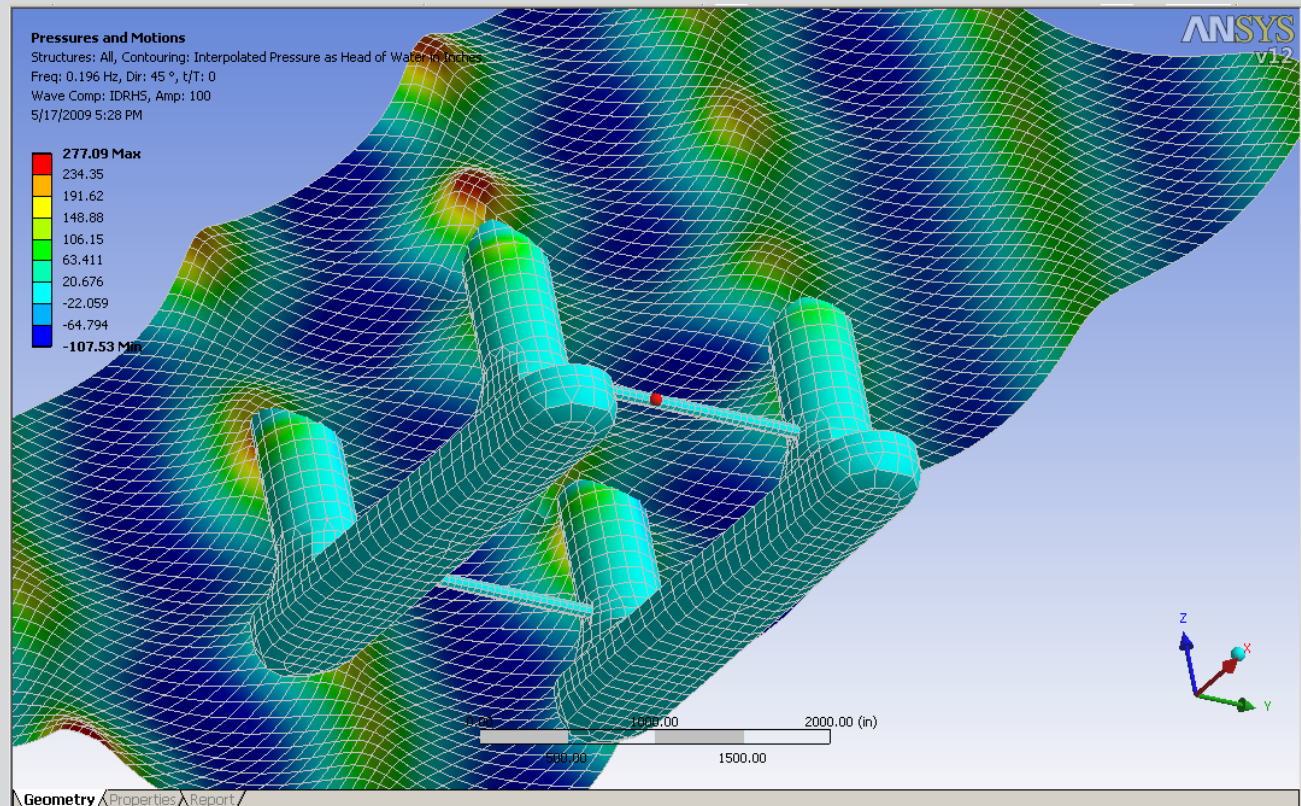 Pressures and Motions
Structures: All, Contouring: Interpolated Pressure as Head of Water in Inches
Freq: 0.196 Hz, Dir: 45 °, t/T: 0
Wave Comp: IDRHS, Amp: 100
5/17/2009 5:28 PM
ANSYS
v12
277.09 Max
234.35
191.62
148.88
106.15
63.411
20.676
-22.059
-64.794
-107.53 Min
Z
X
Y
0.00 1000.00 2000.00 (in)
500.00 1500.00
Geometry Properties Report